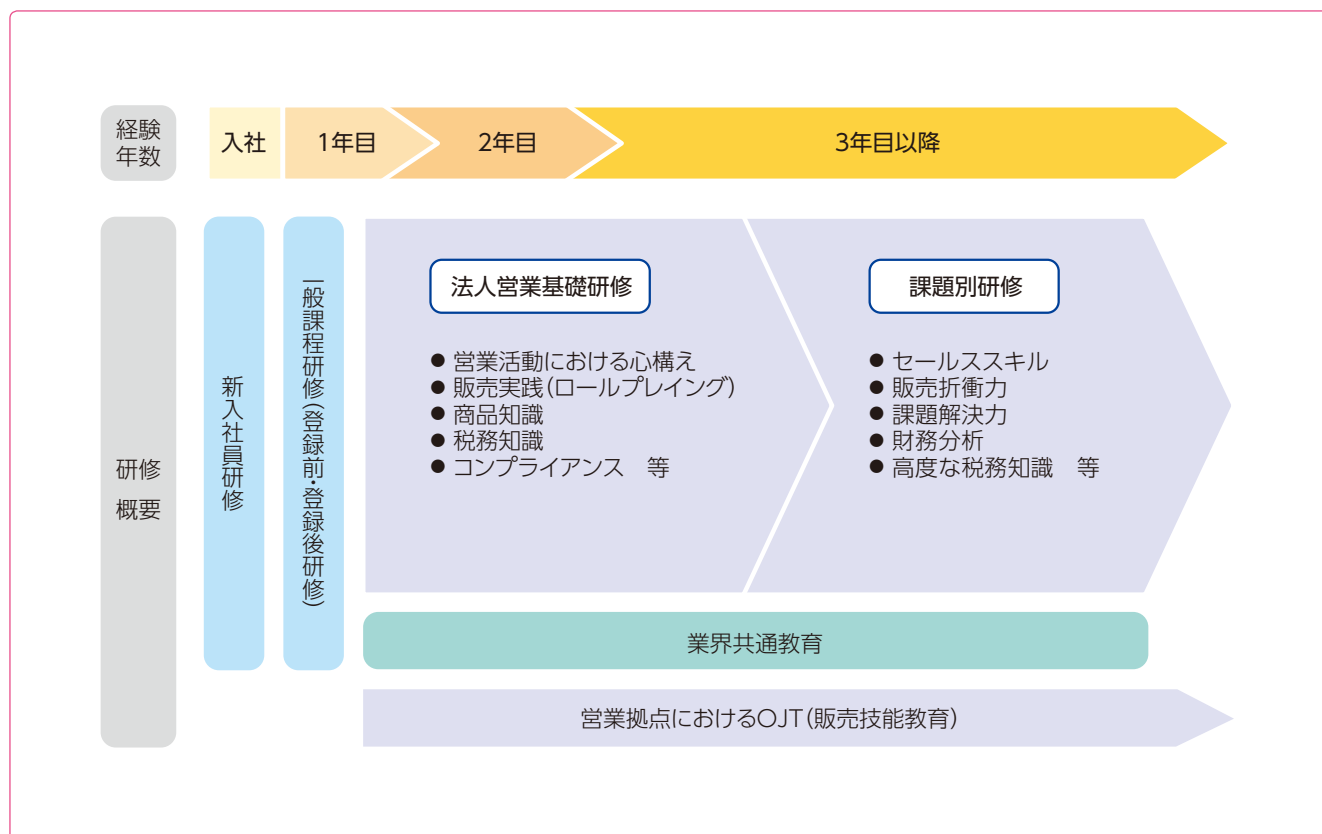 経験
年数
入社
1年目
2年目
3年目以降
研修
概要
新入社員研修
一般課程研修(登録前・登録後研修)
法人営業基礎研修
● 営業活動における心構え
● 販売実践(ロールプレイング)
● 商品知識
● 税務知識
● コンプライアンス　等
課題別研修
● セールススキル
● 販売折衝力
● 課題解決力
● 財務分析
● 高度な税務知識　等
業界共通教育
営業拠点におけるOJT(販売技能教育)